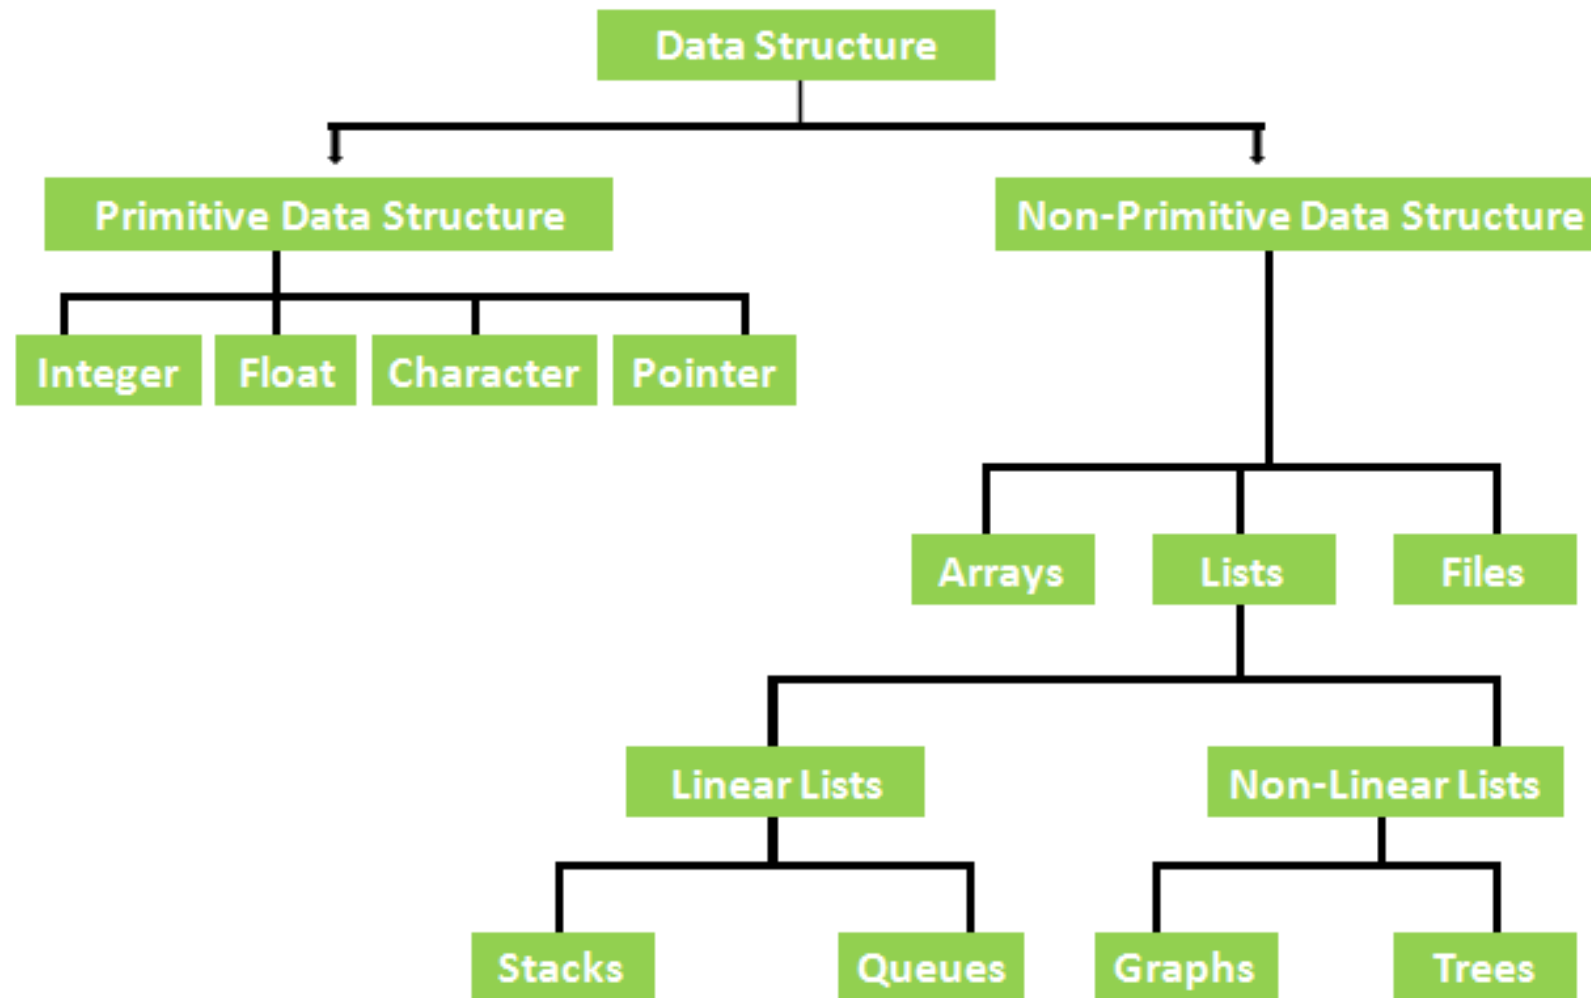 Data Structure
Primitive Data Structure
Non-Primitive Data Structure
Integer
Float
Character
Pointer
Arrays
Lists
Files
Linear Lists
Non-Linear Lists
Stacks
Queues
Graphs
Trees